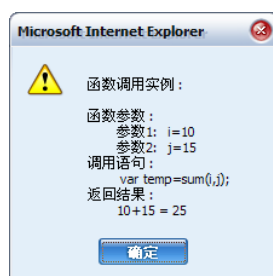 Microsoft Internet Explorer
函数调用实例：
函数参数：
参数1: i=10
参数2: j=15
调用语句：
var temp=sum(i,j);
返回结果：
10+15 = 25
确定